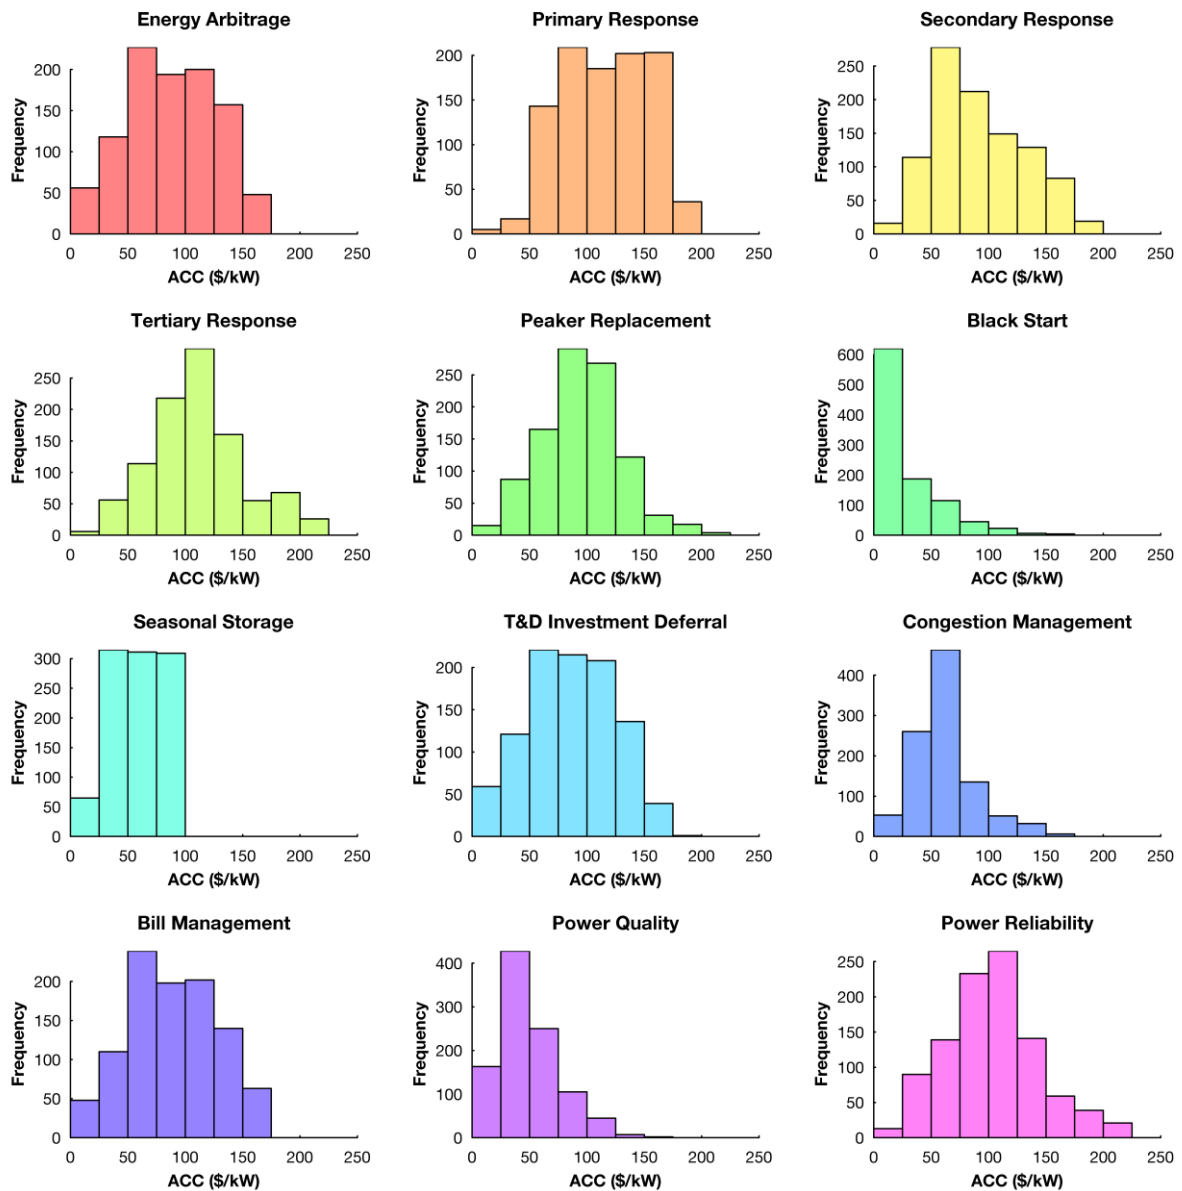 Energy Arbitrage
Frequency
200
150
100
50
0
0 50 100 150 200 250
ACC ($/kW)
Primary Response
Frequency
200
150
100
50
0
0 50 100 150 200 250
ACC ($/kW)
Secondary Response
Frequency
250
200
150
100
50
0
0 50 100 150 200 250
ACC ($/kW)
Tertiary Response
Frequency
250
200
150
100
50
0
0 50 100 150 200 250
ACC ($/kW)
Peaker Replacement
Frequency
250
200
150
100
50
0
0 50 100 150 200 250
ACC ($/kW)
Black Start
Frequency
600
500
400
300
200
100
0
0 50 100 150 200 250
ACC ($/kW)
Seasonal Storage
Frequency
300
250
200
150
100
50
0
0 50 100 150 200 250
ACC ($/kW)
T&D Investment Deferral
Frequency
200
150
100
50
0
0 50 100 150 200 250
ACC ($/kW)
Congestion Management
Frequency
400
300
200
100
0
0 50 100 150 200 250
ACC ($/kW)
Bill Management
Frequency
200
150
100
50
0
0 50 100 150 200 250
ACC ($/kW)
Power Quality
Frequency
400
300
200
100
0
0 50 100 150 200 250
ACC ($/kW)
Power Reliability
Frequency
250
200
150
100
50
0
0 50 100 150 200 250
ACC ($/kW)